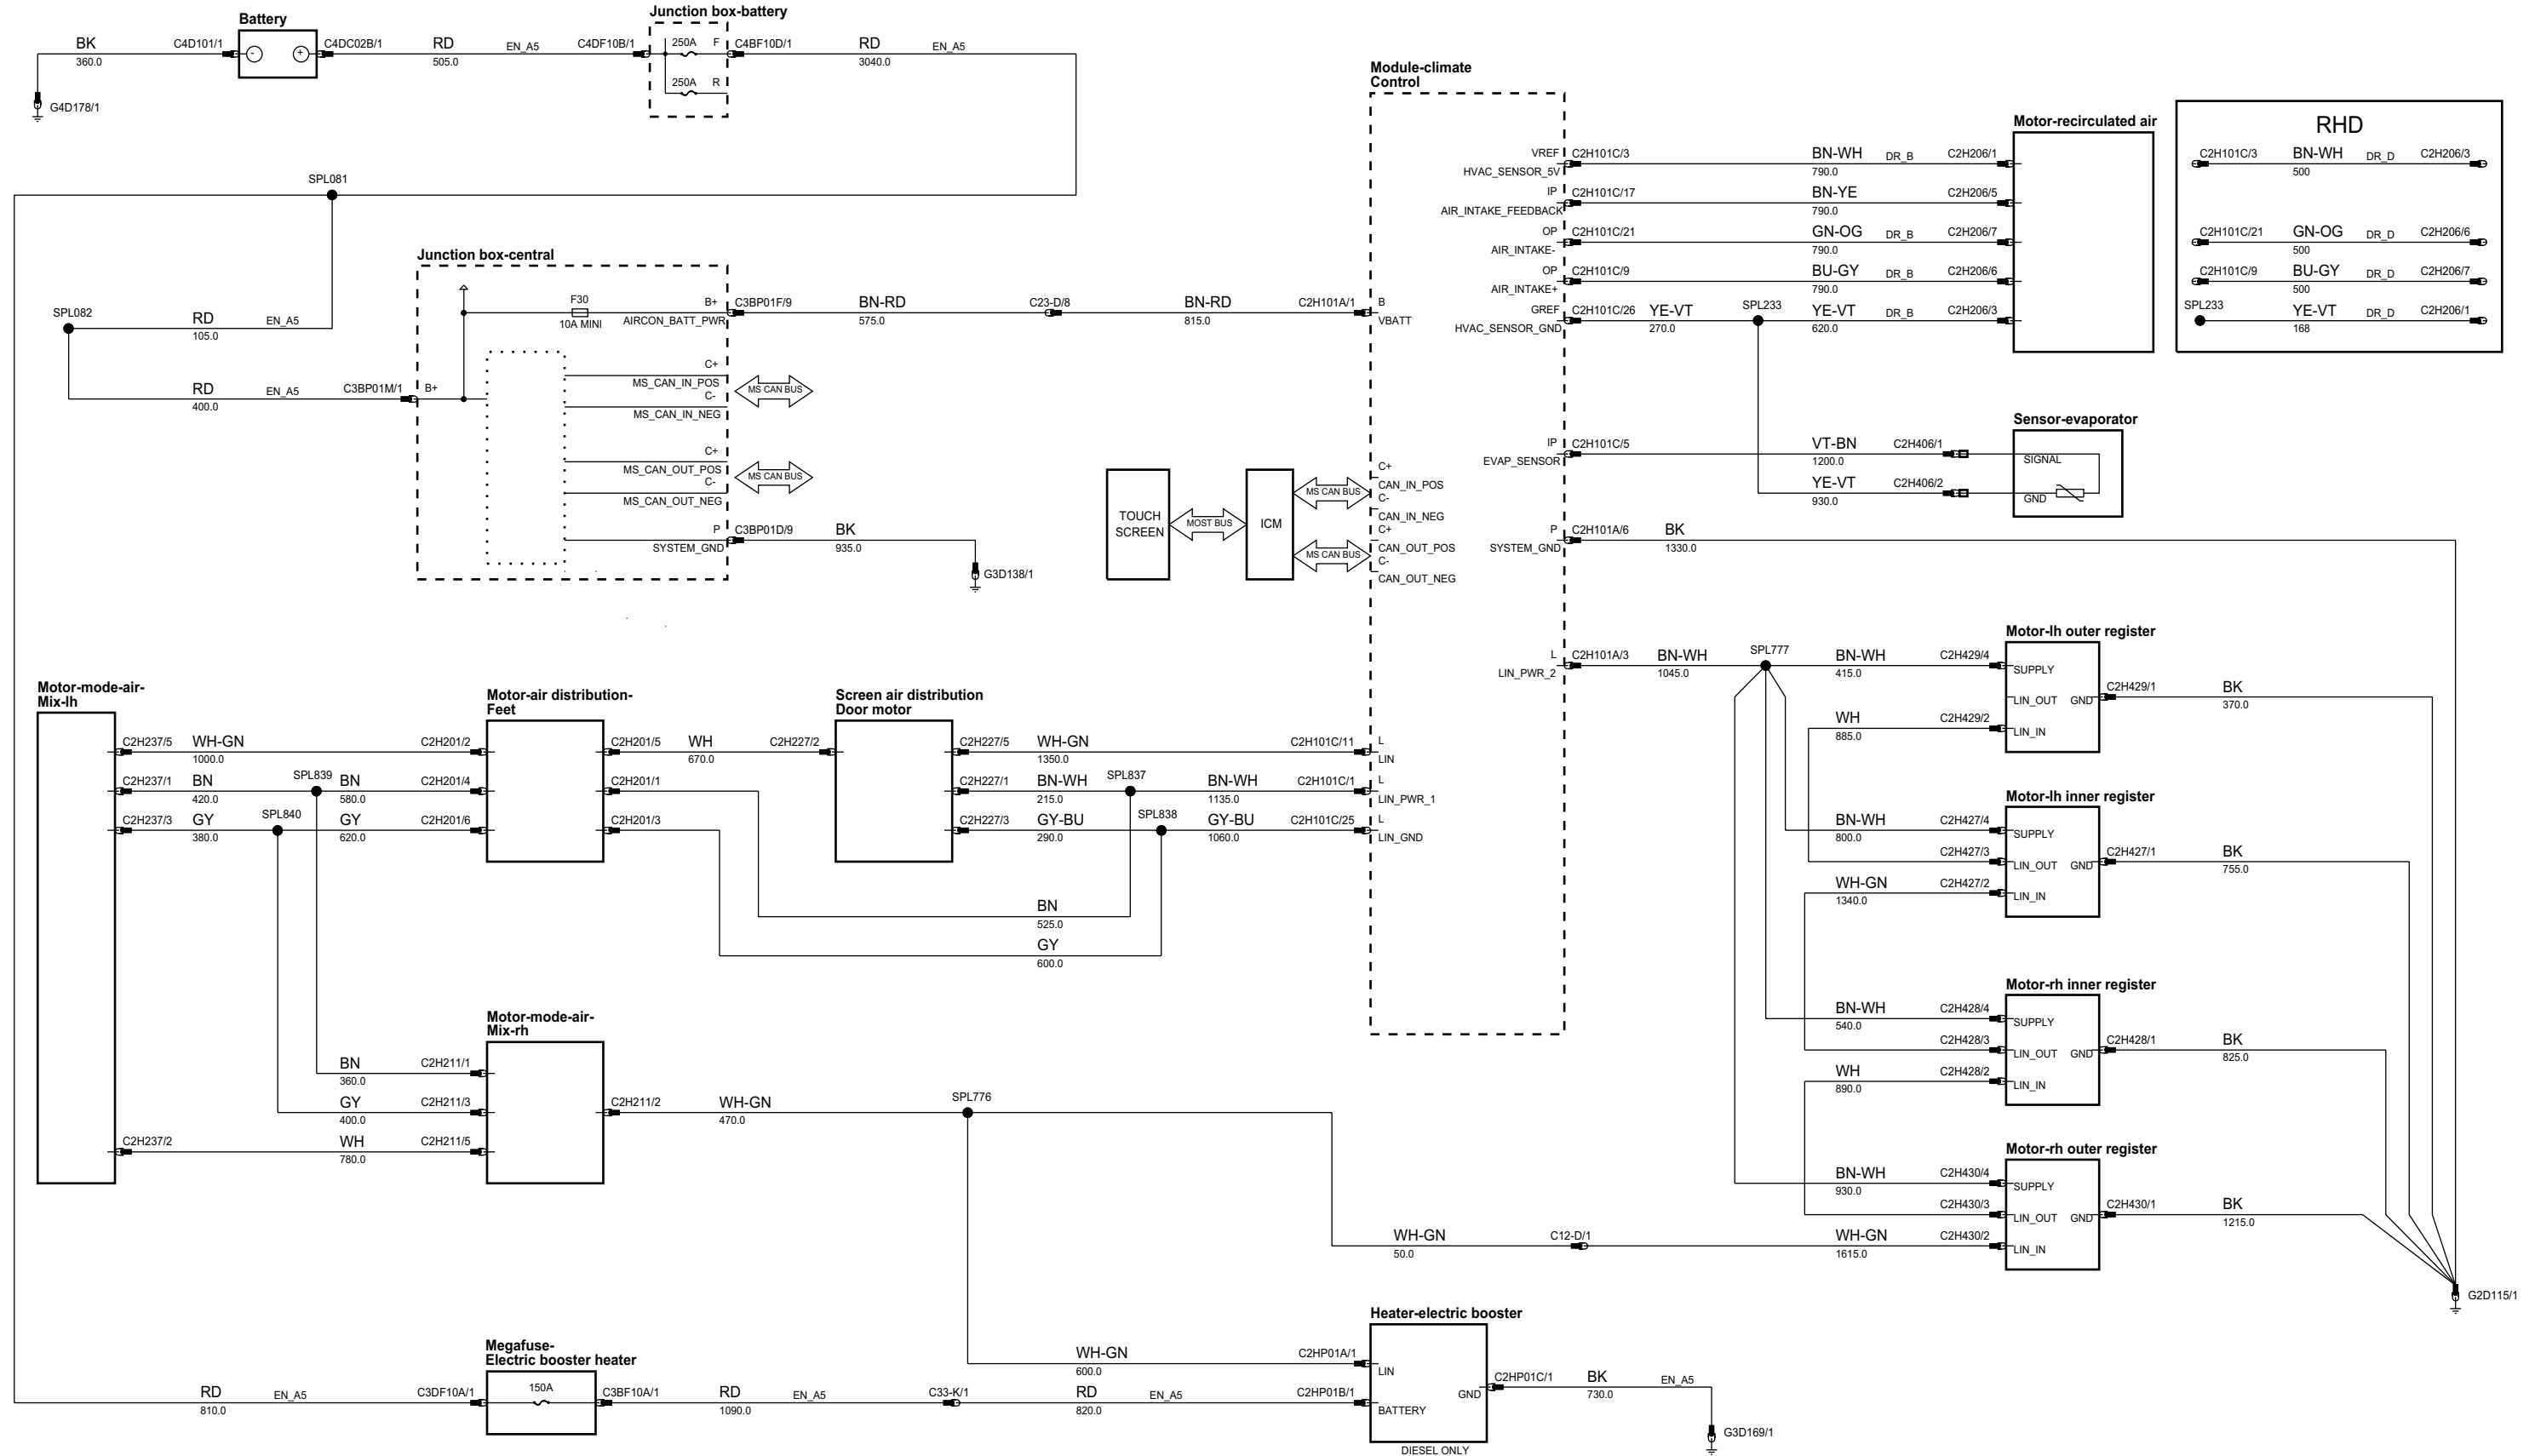 Battery
BK
360.0
C4D101/1
-
+
C4DC02B/1
RD
505.0
EN_A5
C4DF10B/1
G4D178/1
Junction box-battery
250A F
250A R
C4BF10D/1
RD
3040.0
EN_A5
SPL081
SPL082
RD
105.0
EN_A5
RD
400.0
EN_A5
C3BP01M/1
Junction box-central
B+
F30
10A MINI
B+
AIRCON_BATT_PWR
C+
MS_CAN_IN_POS
C-
MS_CAN_IN_NEG
MS CAN BUS
C+
MS_CAN_OUT_POS
C-
MS_CAN_OUT_NEG
MS CAN BUS
P
SYSTEM_GND
C3BP01D/9
BK
935.0
G3D138/1
C3BP01F/9
BN-RD
575.0
C23-D/8
BN-RD
815.0
C2H101A/1
Module-climate
Control
B
VBATT
VREF
HVAC_SENSOR_5V
IP
AIR_INTAKE_FEEDBACK
OP
AIR_INTAKE-
OP
AIR_INTAKE+
GREF
HVAC_SENSOR_GND
IP
EVAP_SENSOR
C+
CAN_IN_POS
C-
CAN_IN_NEG
C+
CAN_OUT_POS
C-
CAN_OUT_NEG
P
SYSTEM_GND
L
LIN_PWR_2
L
LIN
L
LIN_PWR_1
L
LIN_GND
TOUCH
SCREEN
MOST BUS
ICM
MS CAN BUS
MS CAN BUS
C2H101C/3
BN-WH
790.0
DR_B
C2H206/1
C2H101C/17
BN-YE
790.0
C2H206/5
C2H101C/21
GN-OG
790.0
DR_B
C2H206/7
C2H101C/9
BU-GY
790.0
DR_B
C2H206/6
C2H101C/26
YE-VT
270.0
SPL233
YE-VT
620.0
DR_B
C2H206/3
Motor-recirculated air
RHD
C2H101C/3
BN-WH
500
DR_D
C2H206/3
C2H101C/21
GN-OG
500
DR_D
C2H206/6
C2H101C/9
BU-GY
500
DR_D
C2H206/7
SPL233
YE-VT
168
DR_D
C2H206/1
Sensor-evaporator
C2H101C/5
VT-BN
1200.0
C2H406/1
SIGNAL
YE-VT
930.0
C2H406/2
GND
C2H101A/6
BK
1330.0
C2H101A/3
BN-WH
1045.0
SPL777
BN-WH
415.0
C2H429/4
Motor-lh outer register
SUPPLY
LIN_OUT GND
LIN_IN
C2H429/1
BK
370.0
WH
885.0
C2H429/2
Motor-lh inner register
BN-WH
800.0
C2H427/4
SUPPLY
C2H427/3
LIN_OUT GND
C2H427/1
BK
755.0
WH-GN
1340.0
C2H427/2
LIN_IN
Motor-rh inner register
BN-WH
540.0
C2H428/4
SUPPLY
C2H428/3
LIN_OUT GND
C2H428/1
BK
825.0
WH
890.0
C2H428/2
LIN_IN
Motor-rh outer register
BN-WH
930.0
C2H430/4
SUPPLY
C2H430/3
LIN_OUT GND
C2H430/1
BK
1215.0
WH-GN
50.0
C12-D/1
WH-GN
1615.0
C2H430/2
LIN_IN
G2D115/1
Motor-mode-air-
Mix-lh
C2H237/5
WH-GN
1000.0
C2H201/2
C2H237/1
BN
420.0
SPL839
BN
580.0
C2H201/4
C2H237/3
GY
380.0
SPL840
GY
620.0
C2H201/6
Motor-air distribution-
Feet
C2H201/5
WH
670.0
C2H227/2
C2H201/1
C2H201/3
Screen air distribution
Door motor
C2H227/5
WH-GN
1350.0
C2H101C/11
C2H227/1
BN-WH
215.0
SPL837
BN-WH
1135.0
C2H101C/1
C2H227/3
GY-BU
290.0
SPL838
GY-BU
1060.0
C2H101C/25
BN
525.0
GY
600.0
Motor-mode-air-
Mix-rh
BN
360.0
C2H211/1
GY
400.0
C2H211/3
C2H237/2
WH
780.0
C2H211/5
C2H211/2
WH-GN
470.0
SPL776
Megafuse-
Electric booster heater
RD
810.0
EN_A5
C3DF10A/1
150A
C3BF10A/1
RD
1090.0
EN_A5
C33-K/1
RD
820.0
EN_A5
C2HP01B/1
WH-GN
600.0
C2HP01A/1
Heater-electric booster
LIN
GND
BATTERY
DIESEL ONLY
C2HP01C/1
BK
730.0
EN_A5
G3D169/1